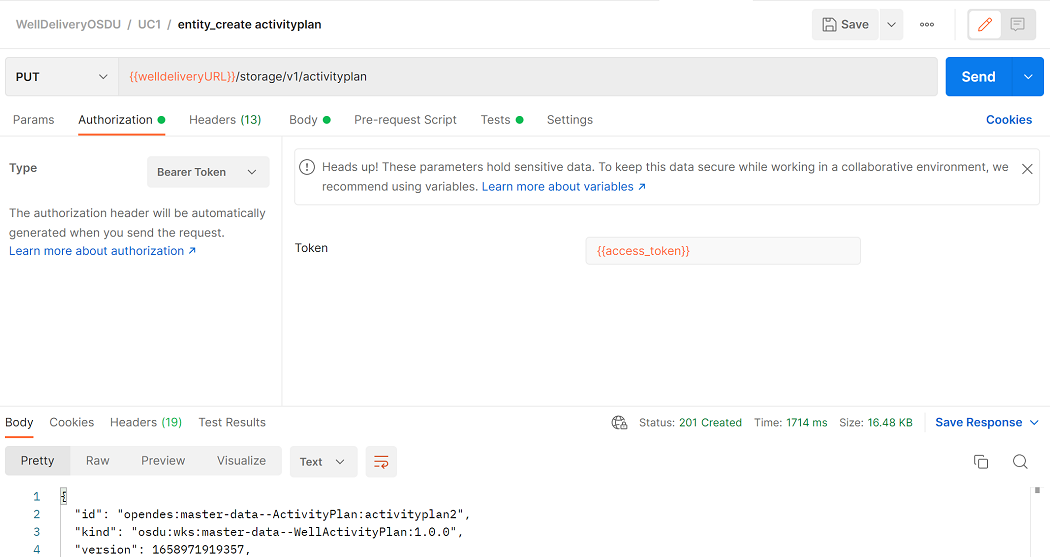 WellDeliveryOSDU / UC1 / entity_create activityplan
Save
PUT
{{welldeliveryURL}}/storage/v1/activityplan
Send
Params
Authorization
Headers (13)
Body
Pre-request Script
Tests
Settings
Cookies
Type
Bearer Token
The authorization header will be automatically
generated when you send the request.
Learn more about authorization ↗
Heads up! These parameters hold sensitive data. To keep this data secure while working in a collaborative environment, we
recommend using variables. Learn more about variables ↗
Token
{{access_token}}
Body
Cookies
Headers (19)
Test Results
Status: 201 Created
Time: 1714 ms
Size: 16.48 KB
Save Response
Pretty
Raw
Preview
Visualize
Text
1 {
2 "id": "opendes:master-data--ActivityPlan:activityplan2",
3 "kind": "osdu:wks:master-data--WellActivityPlan:1.0.0",
4 "version": 1658971919357,